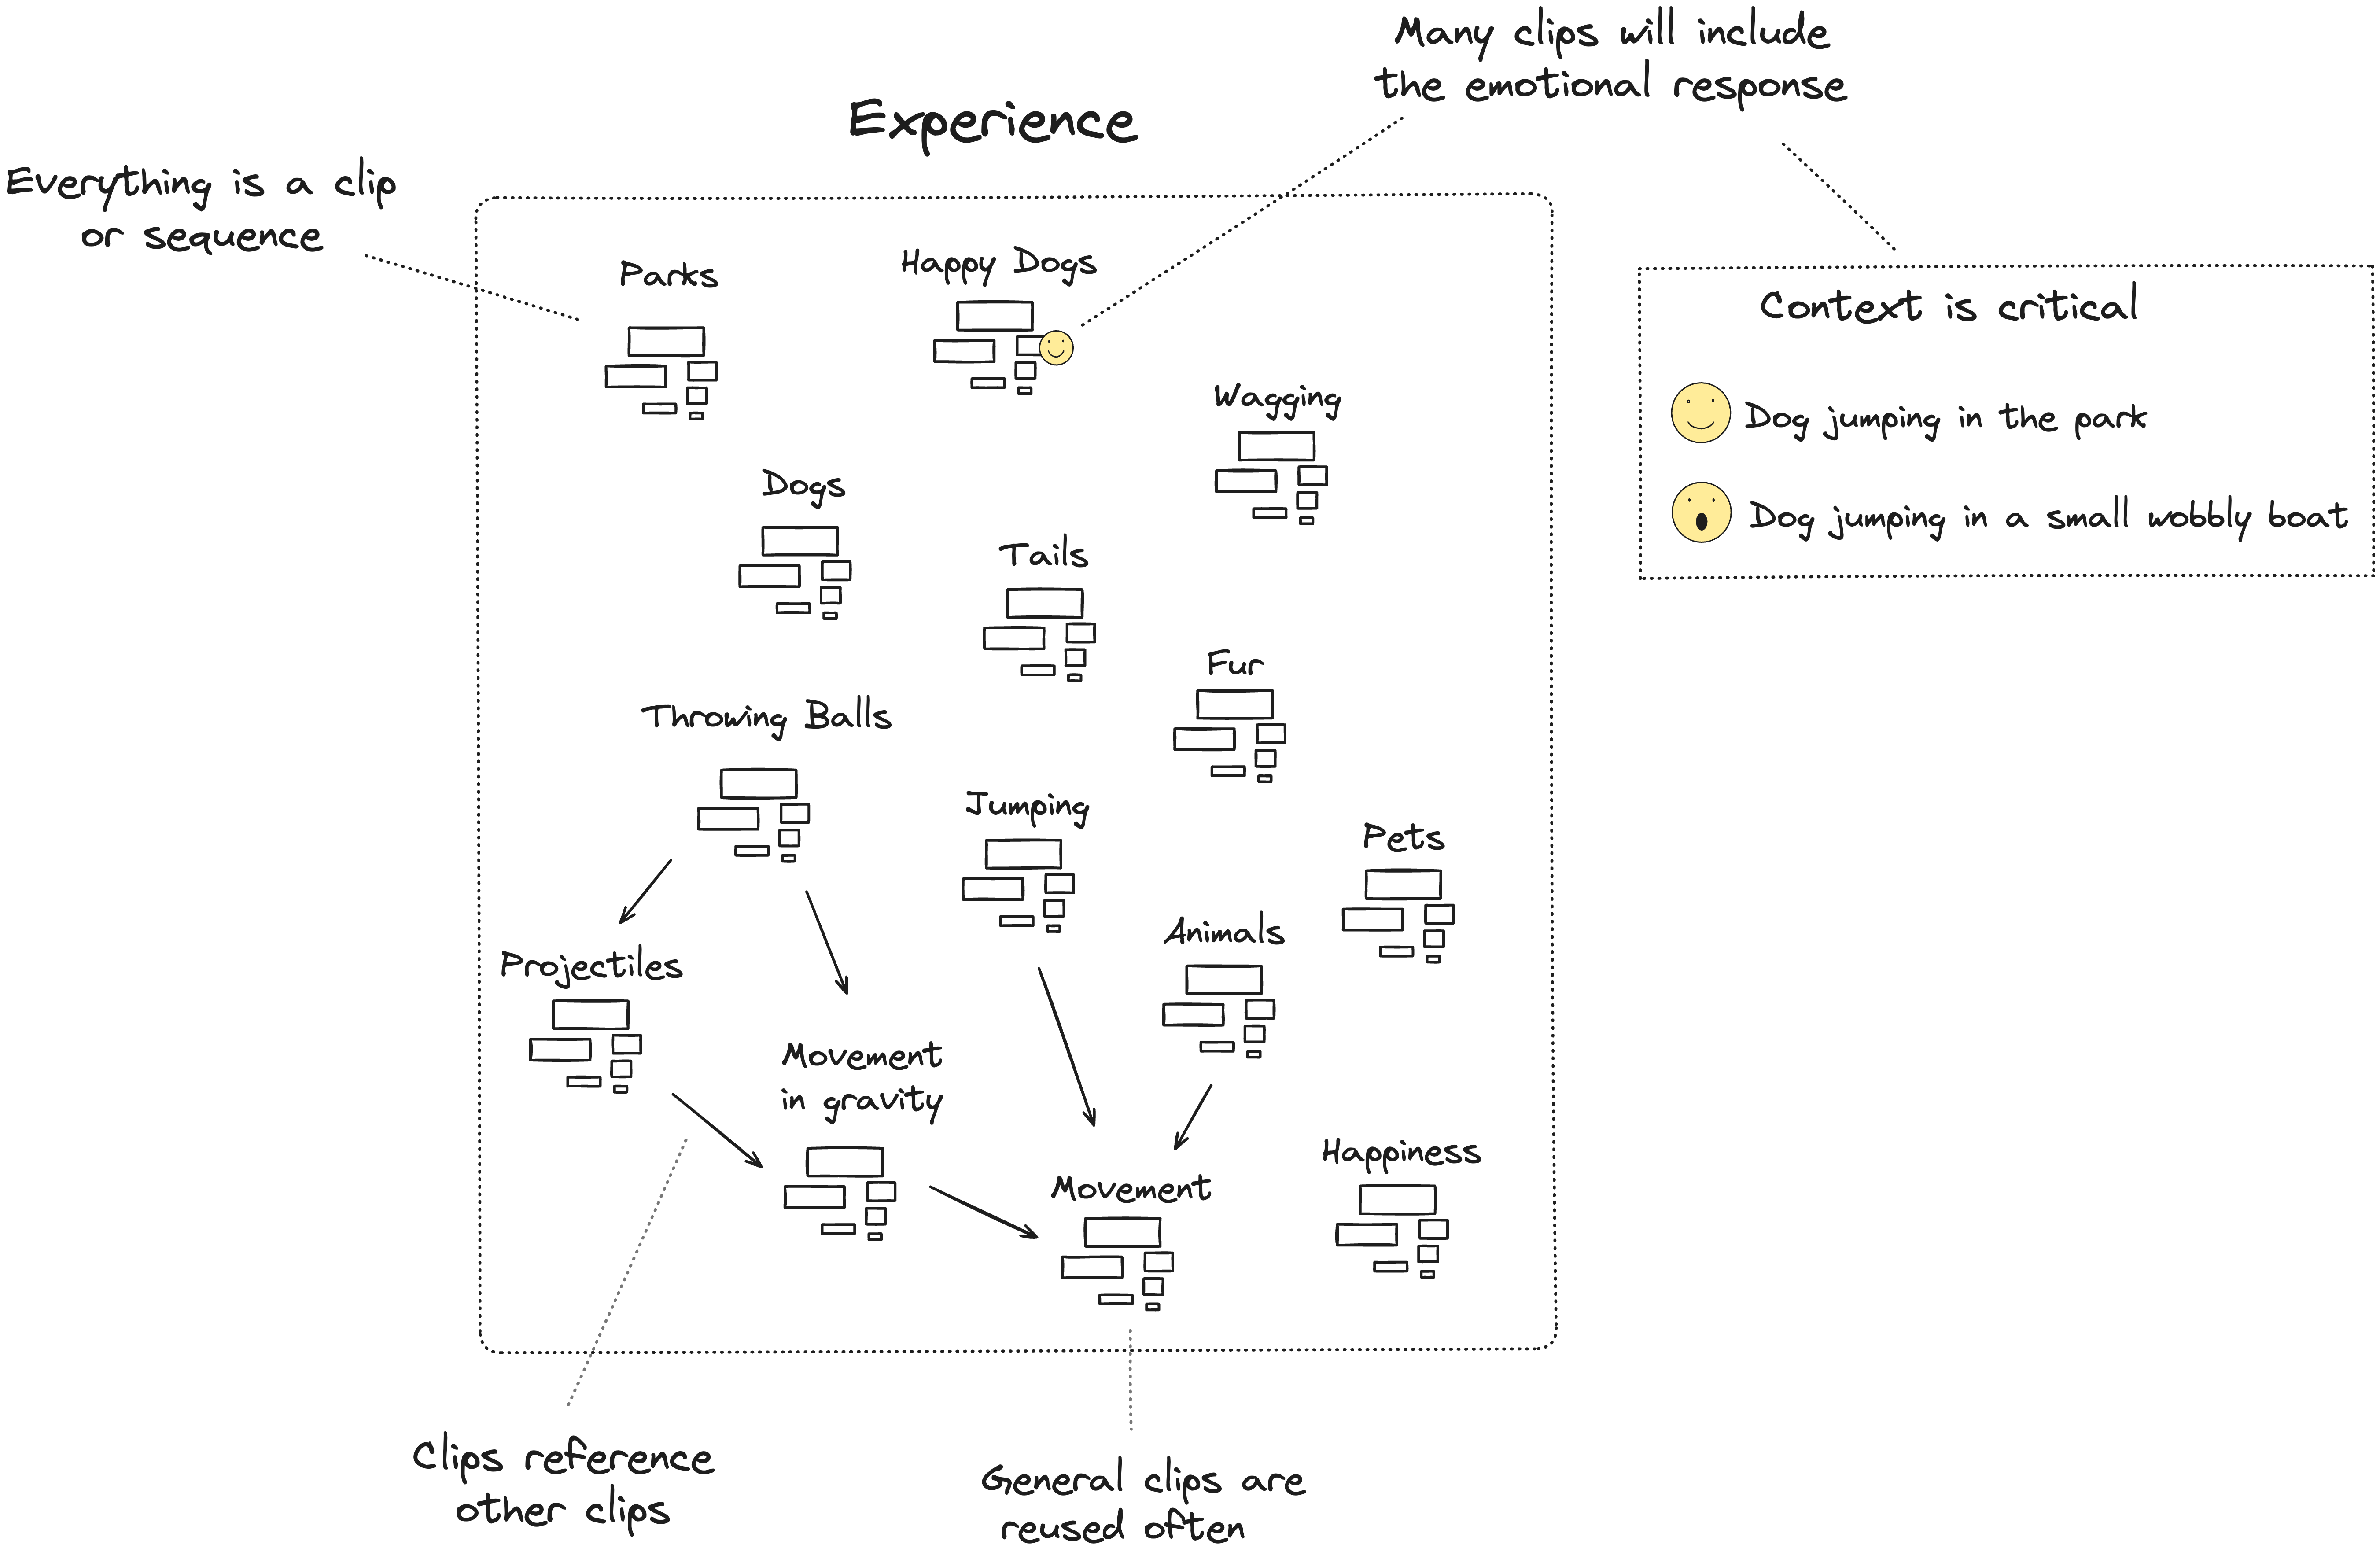 Many clips will include
the emotional response
Experience
Everything is a clip
or sequence
Parks
Happy Dogs
Wagging
Dogs
Tails
Fur
Throwing Balls
Jumping
Pets
Animals
Projectiles
Movement
in gravity
Movement
Happiness
Context is critical
Dog jumping in the park
Dog jumping in a small wobbly boat
Clips reference
other clips
General clips are
reused often